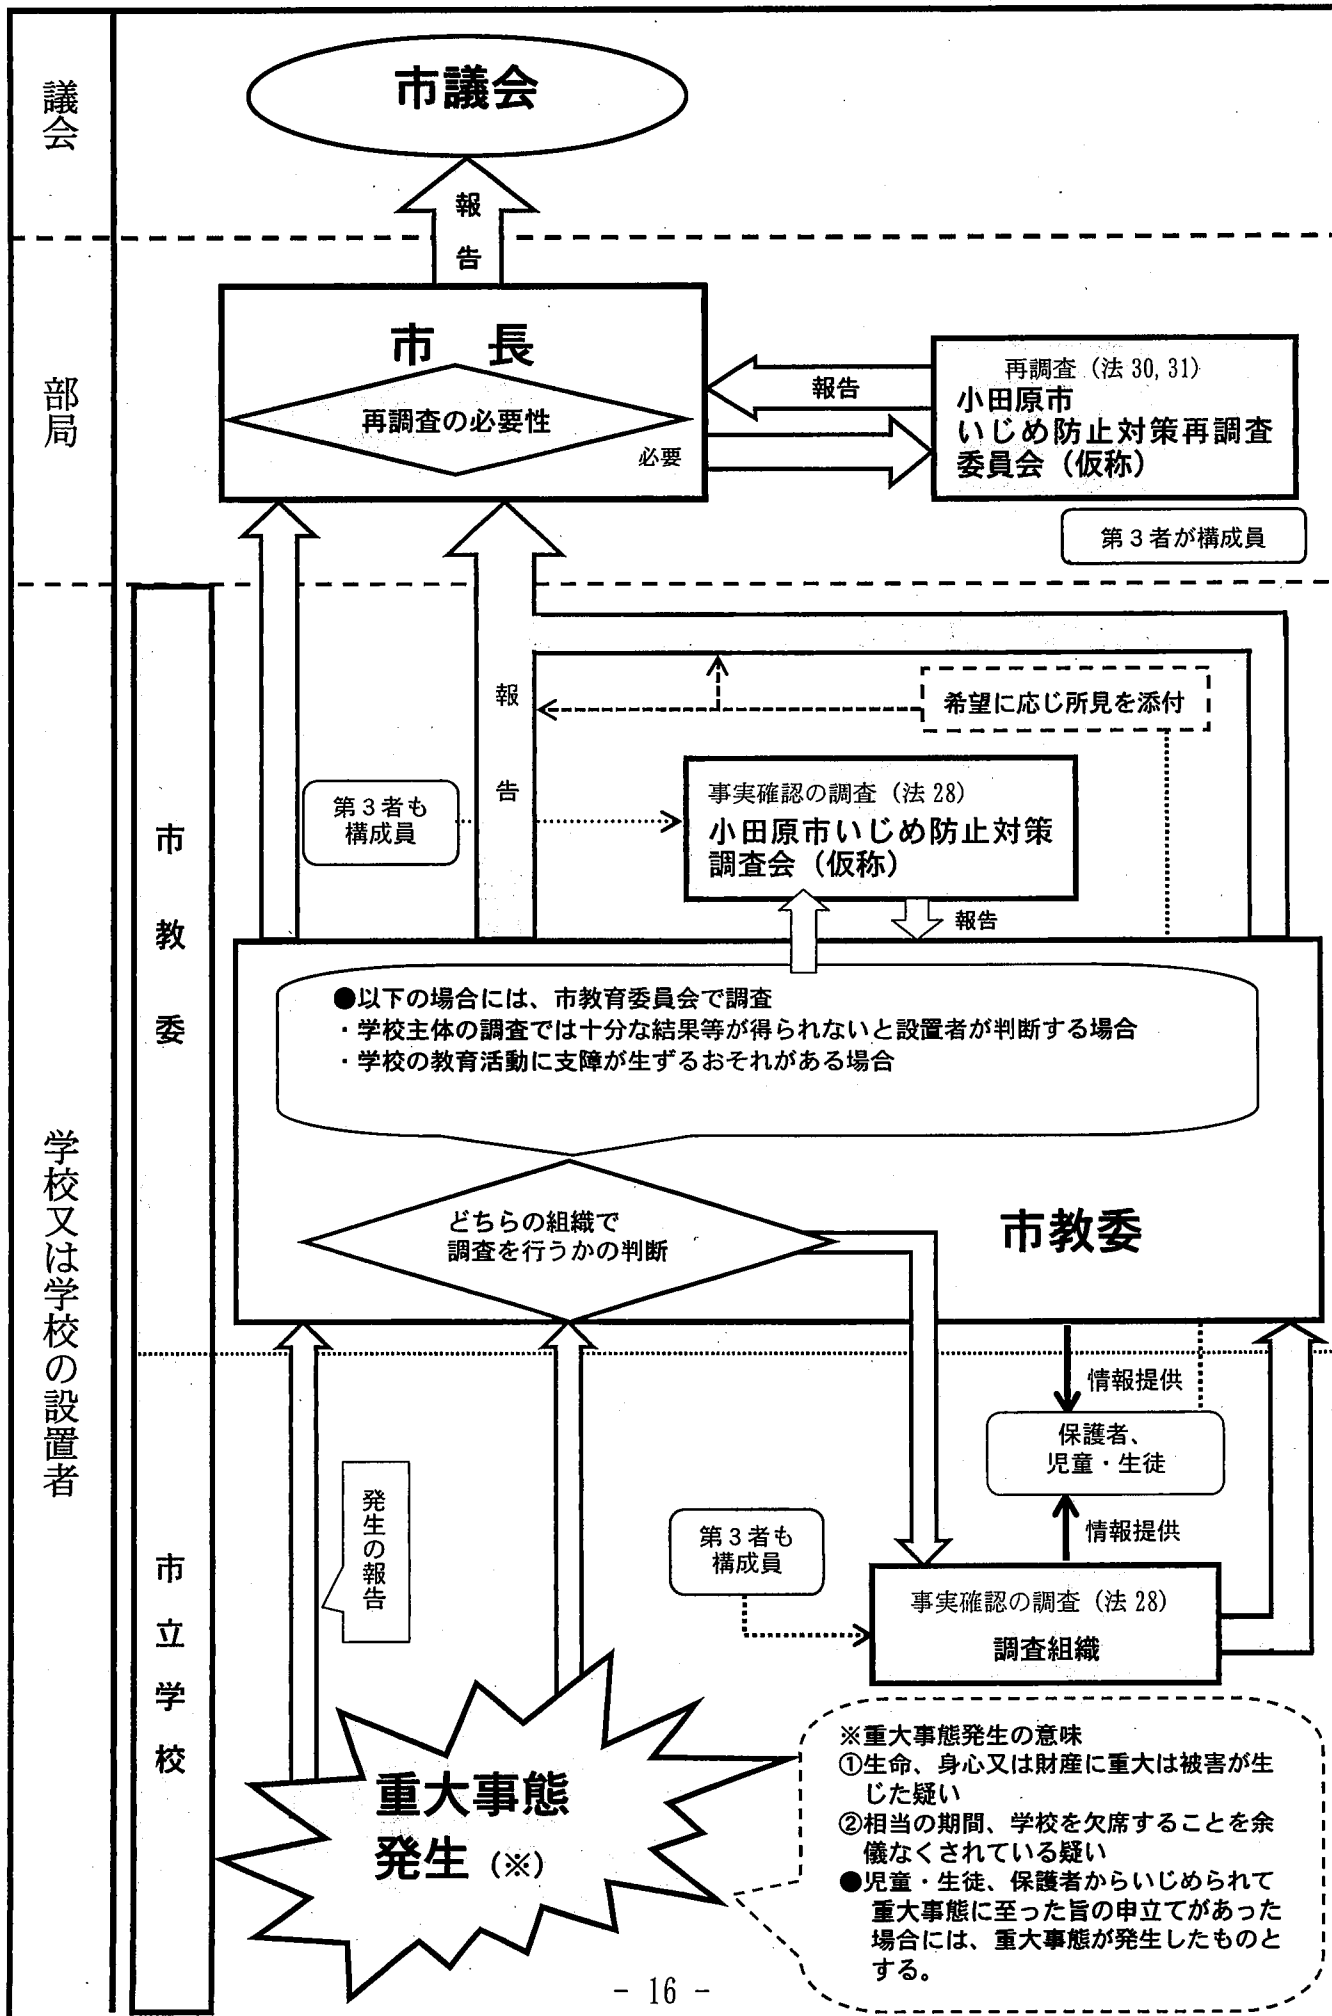 議会
市議会
報告
部局
市 長
再調査の必要性
必要
報告
再調査（法 30, 31）
小田原市
いじめ防止対策再調査
委員会（仮称）
第３者が構成員
学校又は学校の設置者
市教委
報告
希望に応じ所見を添付
第３者も
構成員
事実確認の調査（法 28）
小田原市いじめ防止対策
調査会（仮称）
報告
●以下の場合には、市教育委員会で調査
・学校主体の調査では十分な結果等が得られないと設置者が判断する場合
・学校の教育活動に支障が生ずるおそれがある場合
どちらの組織で
調査を行うかの判断
市教委
情報提供
保護者、
児童・生徒
情報提供
発生の報告
第３者も
構成員
事実確認の調査（法 28）
調査組織
市立学校
重大事態
発生（※）
※重大事態発生の意味
①生命、身心又は財産に重大は被害が生
じた疑い
②相当の期間、学校を欠席することを余
儀なくされている疑い
●児童・生徒、保護者からいじめられて
重大事態に至った旨の申立てがあった
場合には、重大事態が発生したものと
する。
- 16 -